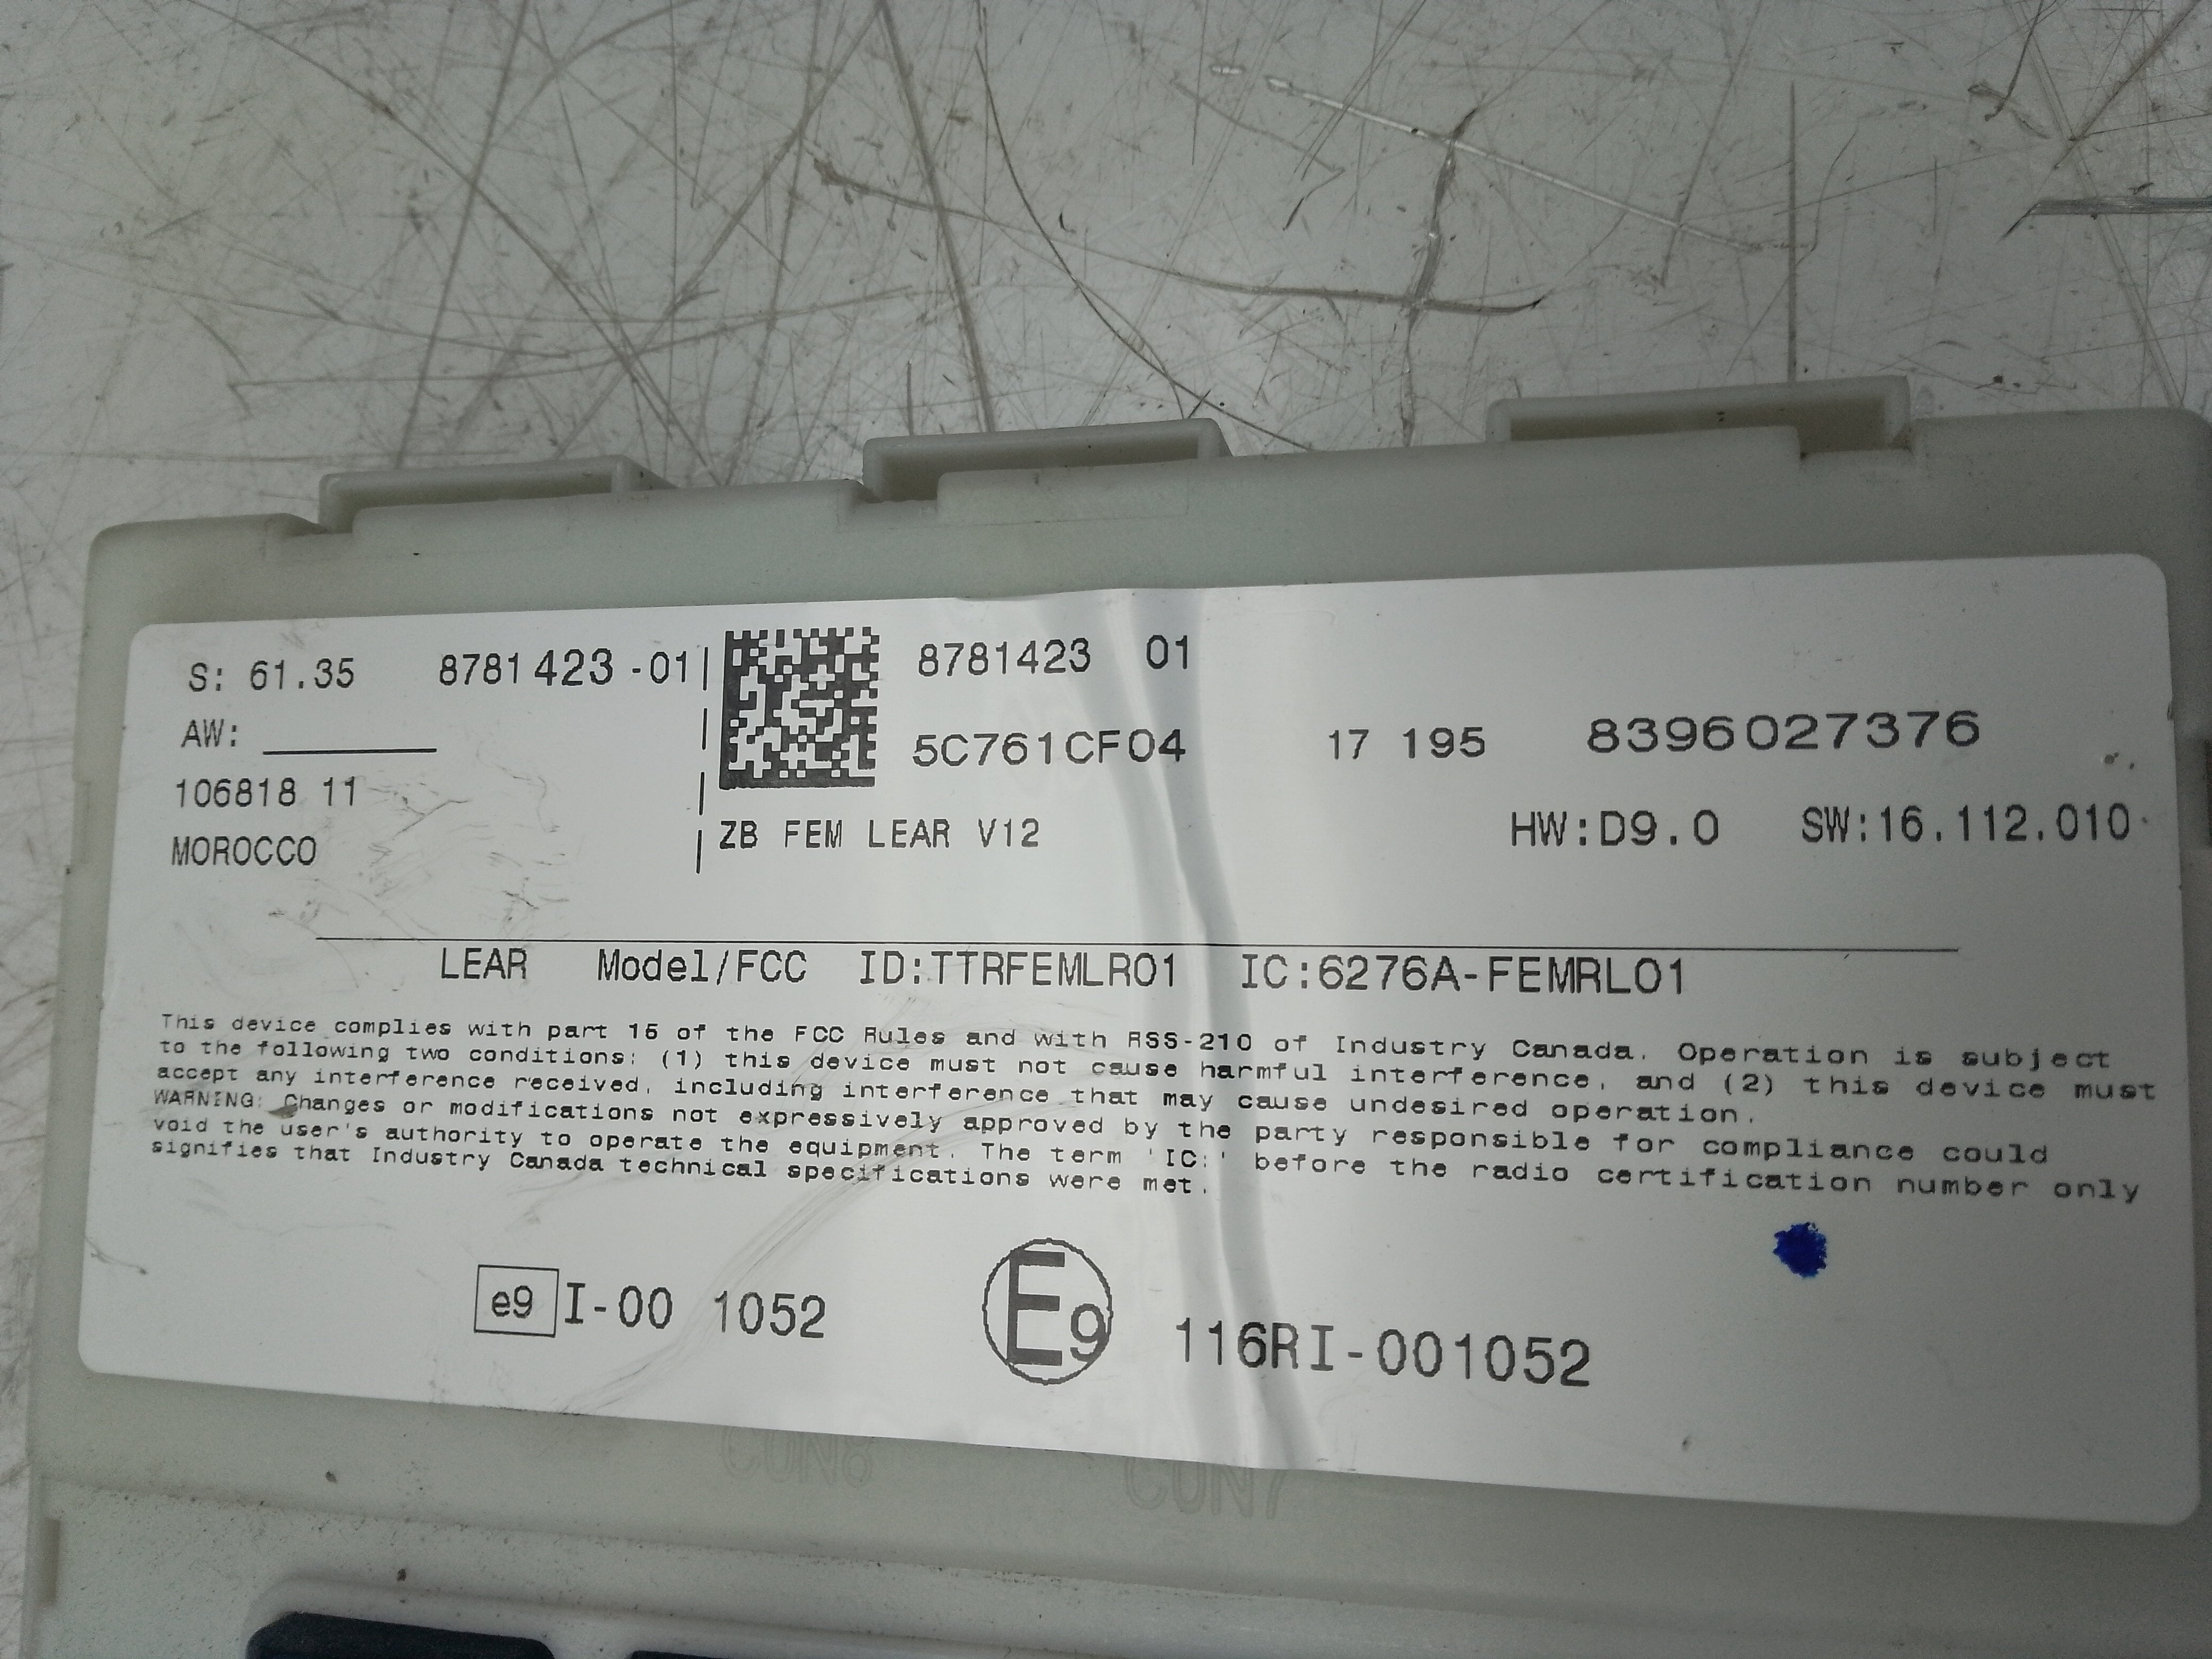 S: 61.35 8781423-01
AW:
106818 11
MOROCCO
8781423 01
5C761CF04 17 195 8396027376
ZB FEM LEAR V12 HW:D9.0 SW:16.112.010
LEAR Model/FCC ID:TTRFEMLR01 IC:6276A-FEMRL01
This device complies with part 15 of the FCC Rules and with RSS-210 of Industry Canada. Operation is subject
to the following two conditions: (1) this device must not cause harmful interference, and (2) this device must
accept any interference received, including interference that may cause undesired operation.
WARNING: Changes or modifications not expressively approved by the party responsible for compliance could
void the user's authority to operate the equipment. The term 'IC:' before the radio certification number only
signifies that Industry Canada technical specifications were met.
e9 I-00 1052 E9 116RI-001052
CON8 CON7